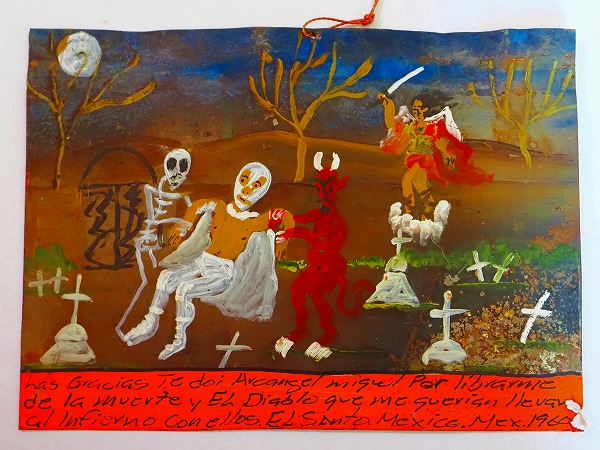 Las Gracias Te doi Arcangel miguel Por librarme
de la muerte y EL Diablo que me querian llevar
al Infierno con ellos. EL Santo. Mexico. Mex. 1964